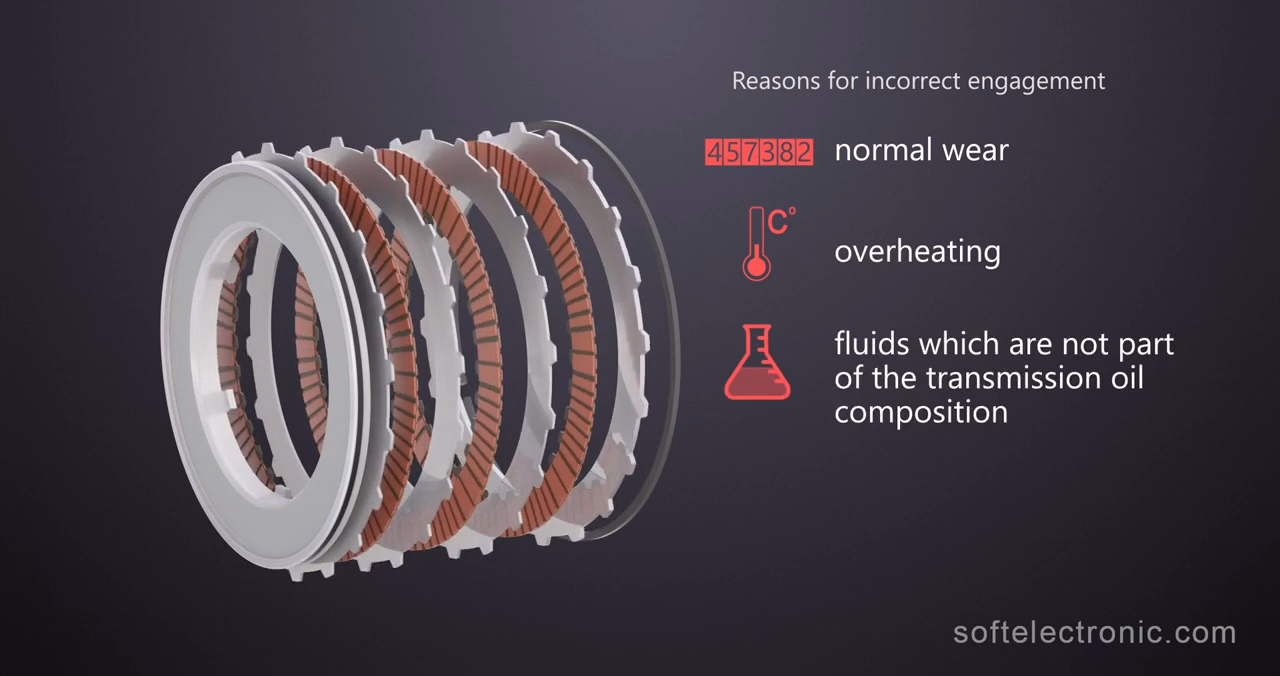 Reasons for incorrect engagement
457382 normal wear
C° overheating
fluids which are not part
of the transmission oil
composition
softelectronic.com